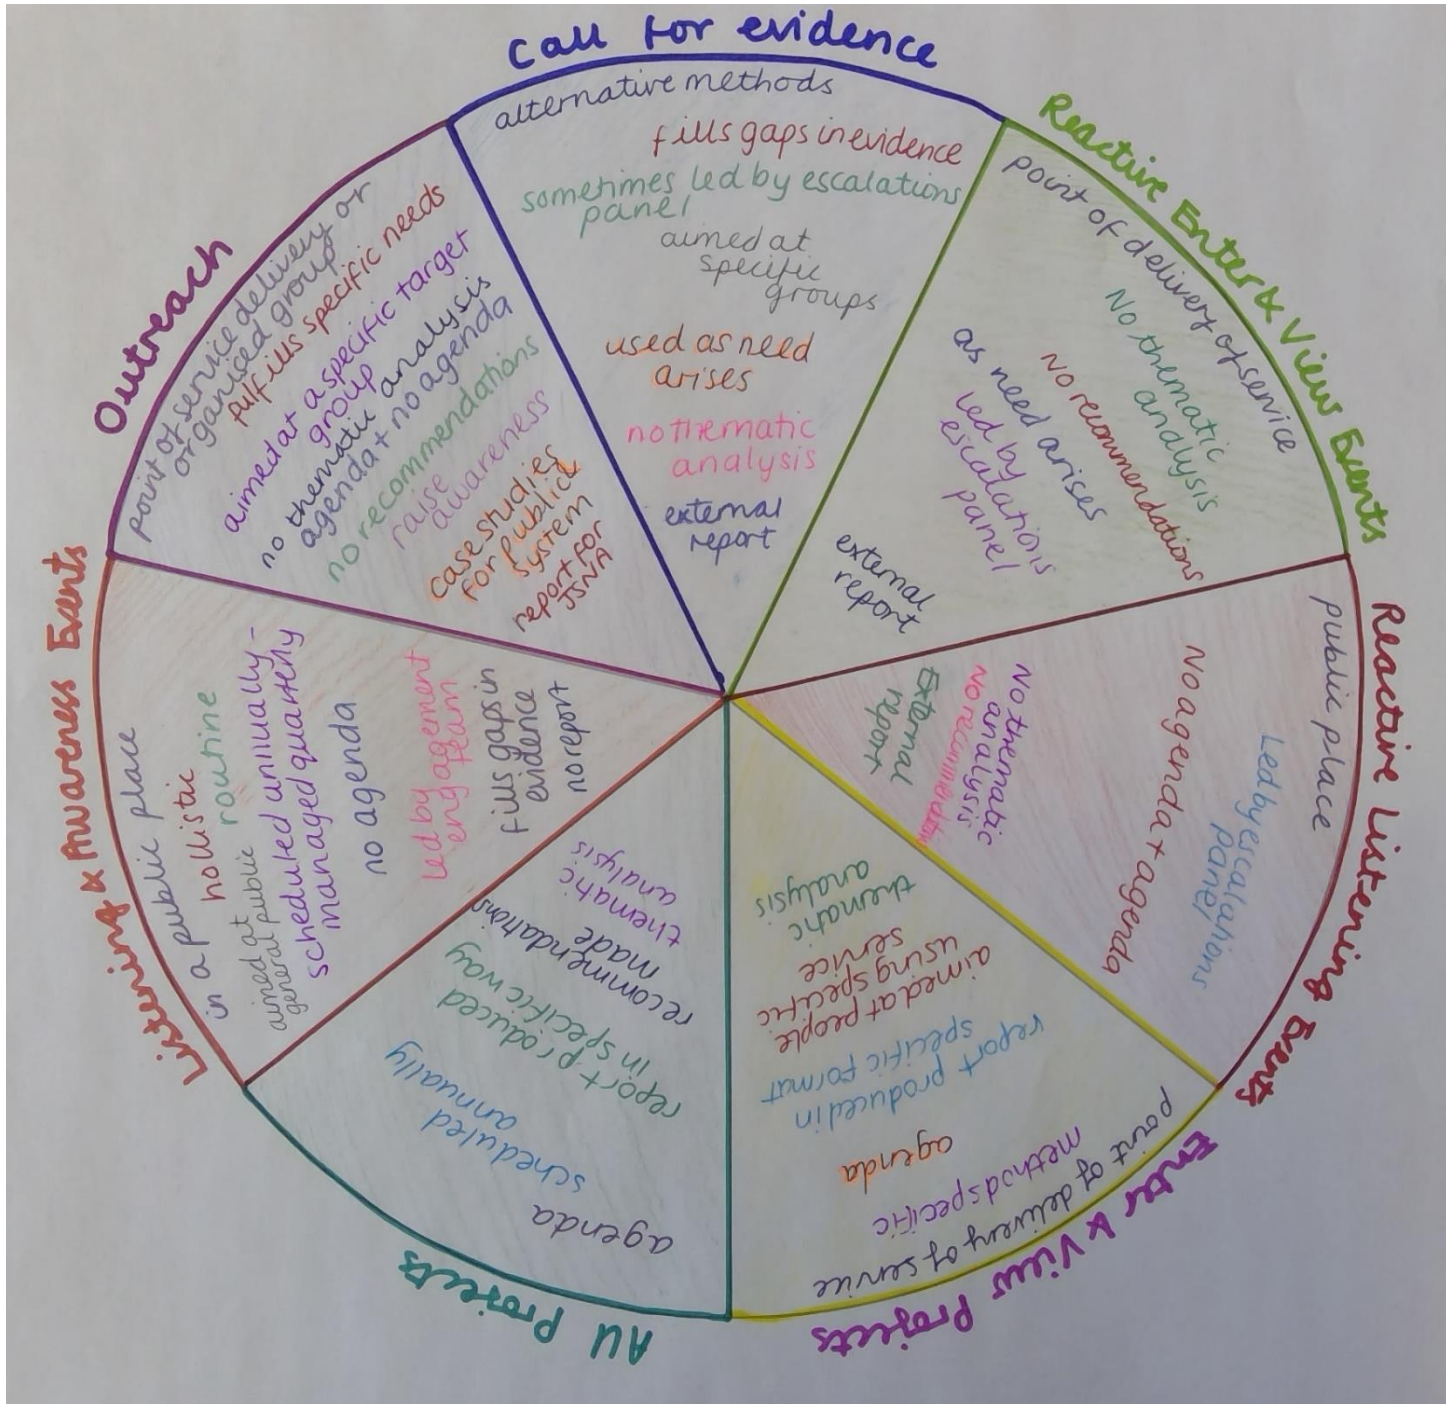 Call for evidence
alternative methods
fills gaps in evidence
sometimes led by escalations
panel
aimed at
specific
groups
used as need
arises
no thematic
analysis
external
report
Reactive Enter & View Events
point of delivery of service
No thematic
analysis
No recommendations
as need arises
led by
escalations
panel
external
report
Reactive Listening Events
public place
Led by escalations
panel
No agenda + agenda
No thematic
analysis
No recommendations
External
report
Enter & View Projects
point of delivery of service
method specific
agenda
report produced in
specific format
aimed at people
using specific
service
thematic
analysis
All Projects
agenda
scheduled
annually
report produced
in specific way
recommendations
made
thematic
analysis
Listening & Awareness Events
in a public place
hollistic
routine
aimed at
general public
scheduled annually -
managed quarterly
no agenda
led by
engagement
team
fills gaps in
evidence
no report
Outreach
point of service delivery or
organised group
fulfills specific needs
aimed at a specific target
group
no thematic analysis
agenda + no agenda
no recommendations
raise
awareness
case studies
for public
system
report for
JSNA